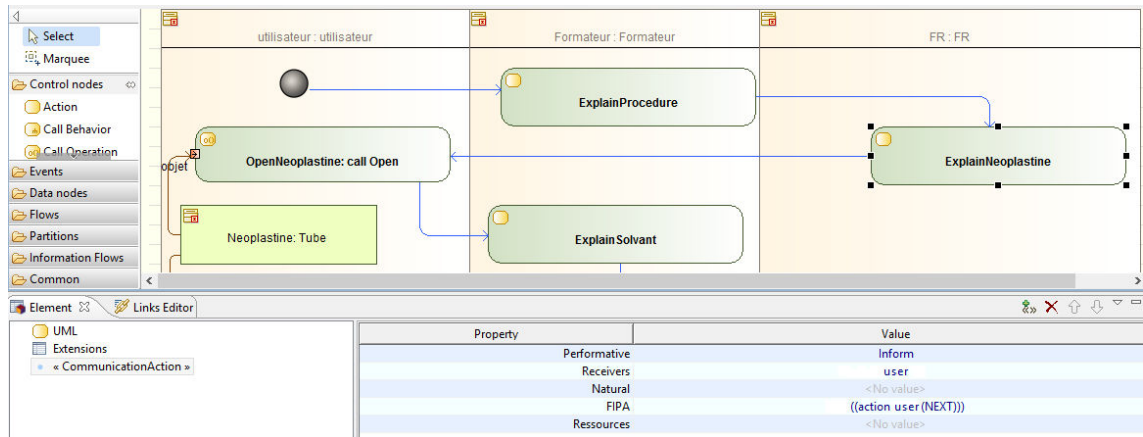 Select
Marquee
Control nodes
Action
Call Behavior
Call Operation
Events
Data nodes
Flows
Partitions
Information Flows
Common
utilisateur : utilisateur
Formateur : Formateur
FR : FR
ExplainProcedure
objet
OpenNeoplastine: call Open
ExplainNeoplastine
Neoplastine: Tube
ExplainSolvant
Element
Links Editor
UML
Extensions
« CommunicationAction »
Property Value
Performative Inform
Receivers user
Natural <No value>
FIPA ((action user(NEXT)))
Ressources <No value>